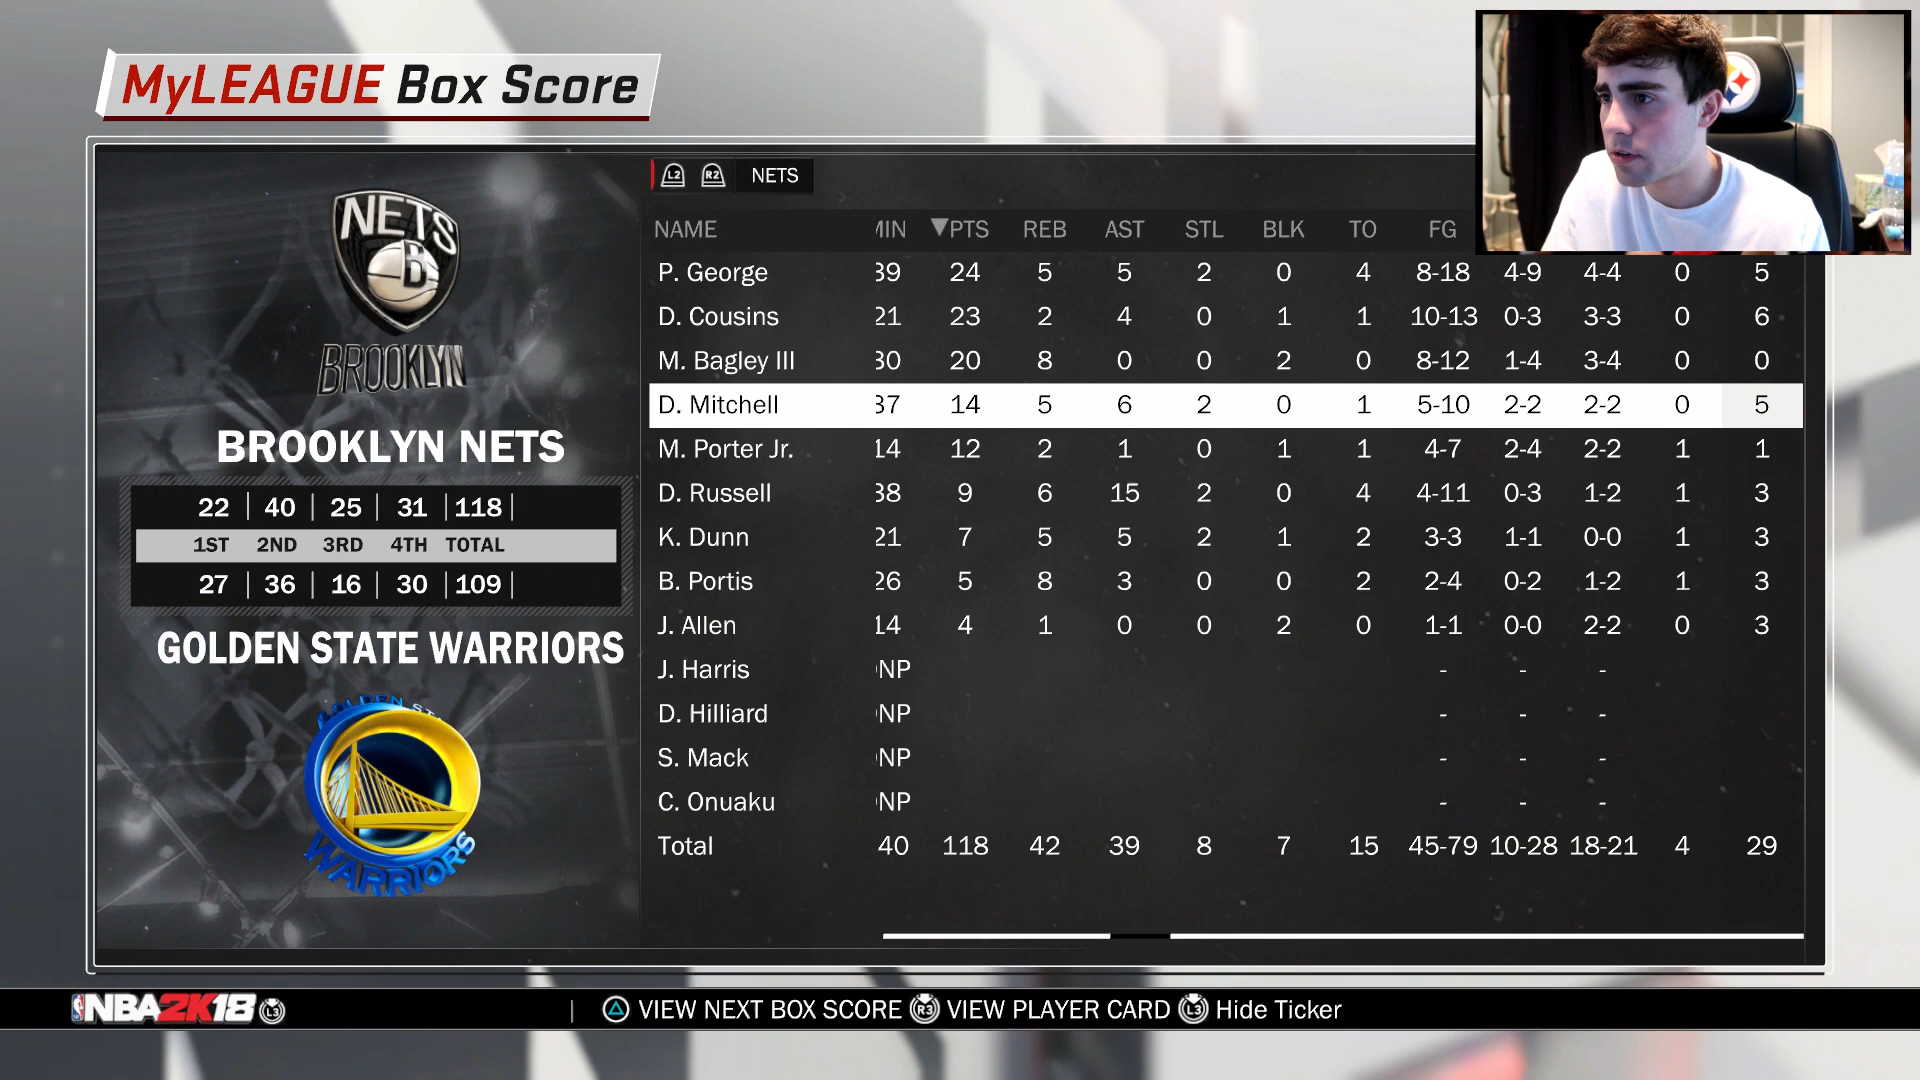 MyLEAGUE Box Score
NETS
B
BROOKLYN
BROOKLYN NETS
22 | 40 | 25 | 31 | 118 |
1ST 2ND 3RD 4TH TOTAL
27 | 36 | 16 | 30 | 109 |
GOLDEN STATE WARRIORS
WARRIORS
L2 R2 NETS
NAME MIN ▼PTS REB AST STL BLK TO FG
P. George 39 24 5 5 2 0 4 8-18 4-9 4-4 0 5
D. Cousins 21 23 2 4 0 1 1 10-13 0-3 3-3 0 6
M. Bagley III 30 20 8 0 0 2 0 8-12 1-4 3-4 0 0
D. Mitchell 37 14 5 6 2 0 1 5-10 2-2 2-2 0 5
M. Porter Jr. 14 12 2 1 0 1 1 4-7 2-4 2-2 1 1
D. Russell 38 9 6 15 2 0 4 4-11 0-3 1-2 1 3
K. Dunn 21 7 5 5 2 1 2 3-3 1-1 0-0 1 3
B. Portis 26 5 8 3 0 0 2 2-4 0-2 1-2 1 3
J. Allen 14 4 1 0 0 2 0 1-1 0-0 2-2 0 3
J. Harris NP - - -
D. Hilliard NP - - -
S. Mack NP - - -
C. Onuaku NP - - -
Total 40 118 42 39 8 7 15 45-79 10-28 18-21 4 29
NBA2K18 L3 | VIEW NEXT BOX SCORE R3 VIEW PLAYER CARD L3 Hide Ticker